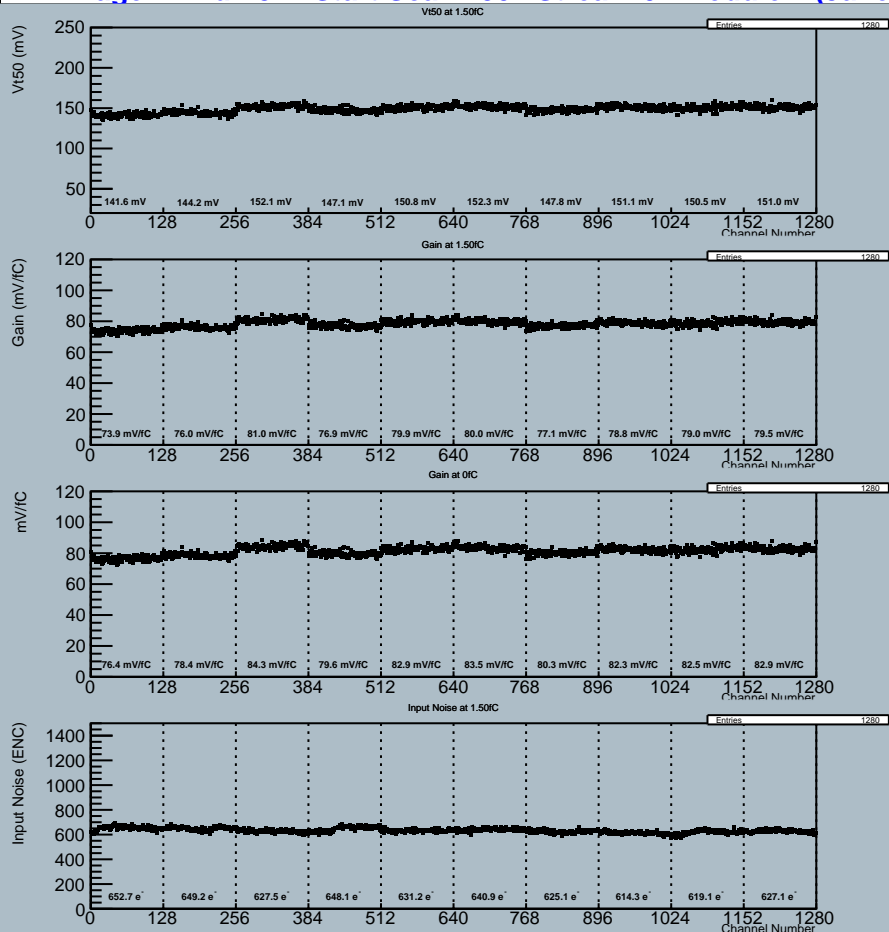 Vt50 at 1.50fC
Entries 1280
Vt50 (mV)
250
200
150
100
50
141.6 mV 144.2 mV 152.1 mV 147.1 mV 150.8 mV 152.3 mV 147.8 mV 151.1 mV 150.5 mV 151.0 mV
0 128 256 384 512 640 768 896 1024 1152 1280
Channel Number
Gain at 1.50fC
Entries 1280
Gain (mV/fC)
120
100
80
60
40
20
0
73.9 mV/fC 76.0 mV/fC 81.0 mV/fC 76.9 mV/fC 79.9 mV/fC 80.0 mV/fC 77.1 mV/fC 78.8 mV/fC 79.0 mV/fC 79.5 mV/fC
0 128 256 384 512 640 768 896 1024 1152 1280
Channel Number
Gain at 0fC
Entries 1280
mV/fC
120
100
80
60
40
20
0
76.4 mV/fC 78.4 mV/fC 84.3 mV/fC 79.6 mV/fC 82.9 mV/fC 83.5 mV/fC 80.3 mV/fC 82.3 mV/fC 82.5 mV/fC 82.9 mV/fC
0 128 256 384 512 640 768 896 1024 1152 1280
Channel Number
Input Noise at 1.50fC
Entries 1280
Input Noise (ENC)
1400
1200
1000
800
600
400
200
0
652.7 e⁻ 649.2 e⁻ 627.5 e⁻ 648.1 e⁻ 631.2 e⁻ 640.9 e⁻ 625.1 e⁻ 614.3 e⁻ 619.1 e⁻ 627.1 e⁻
0 128 256 384 512 640 768 896 1024 1152 1280
Channel Number